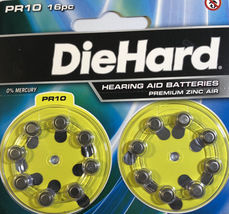 PR10 16pc
DieHard
HEARING AID BATTERIES
0% MERCURY
PREMIUM ZINC AIR
PR10